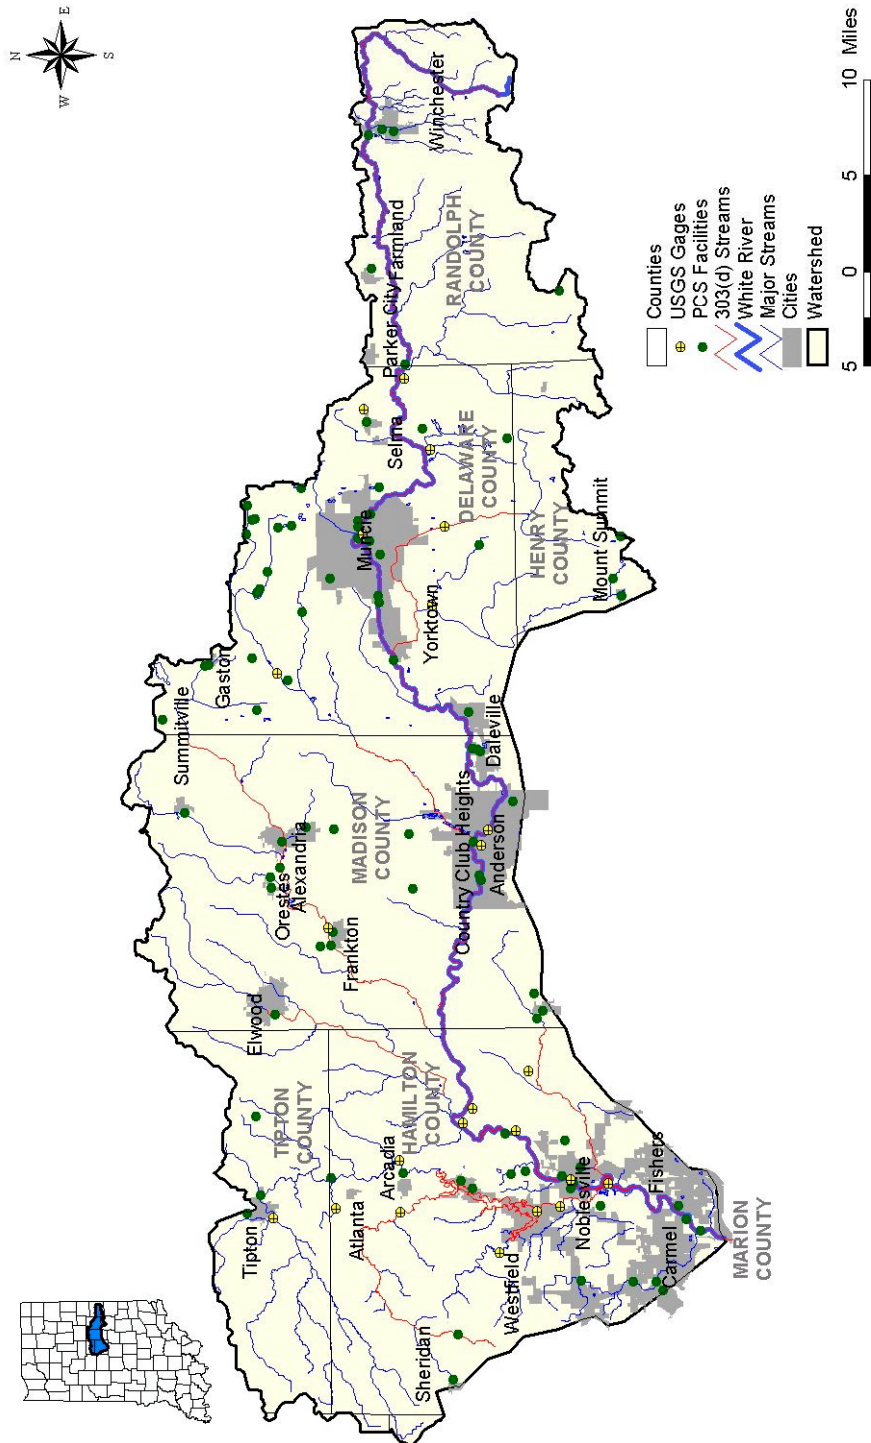 N
W
E
S
Summitville
Gaston
Elwood
Orestes
Alexandria
Frankton
MADISON
COUNTY
Muncie
Selma
Parker City
Farmland
Winchester
RANDOLPH
COUNTY
Tipton
TIPTON
COUNTY
Atlanta
Arcadia
HAMILTON
COUNTY
Country Club Heights
Anderson
Daleville
Yorktown
DELAWARE
COUNTY
HENRY
COUNTY
Mount Summit
Sheridan
Westfield
Noblesville
Carmel
Fishers
MARION
COUNTY
Counties
USGS Gages
PCS Facilities
303(d) Streams
White River
Major Streams
Cities
Watershed
5 0 5 10 Miles